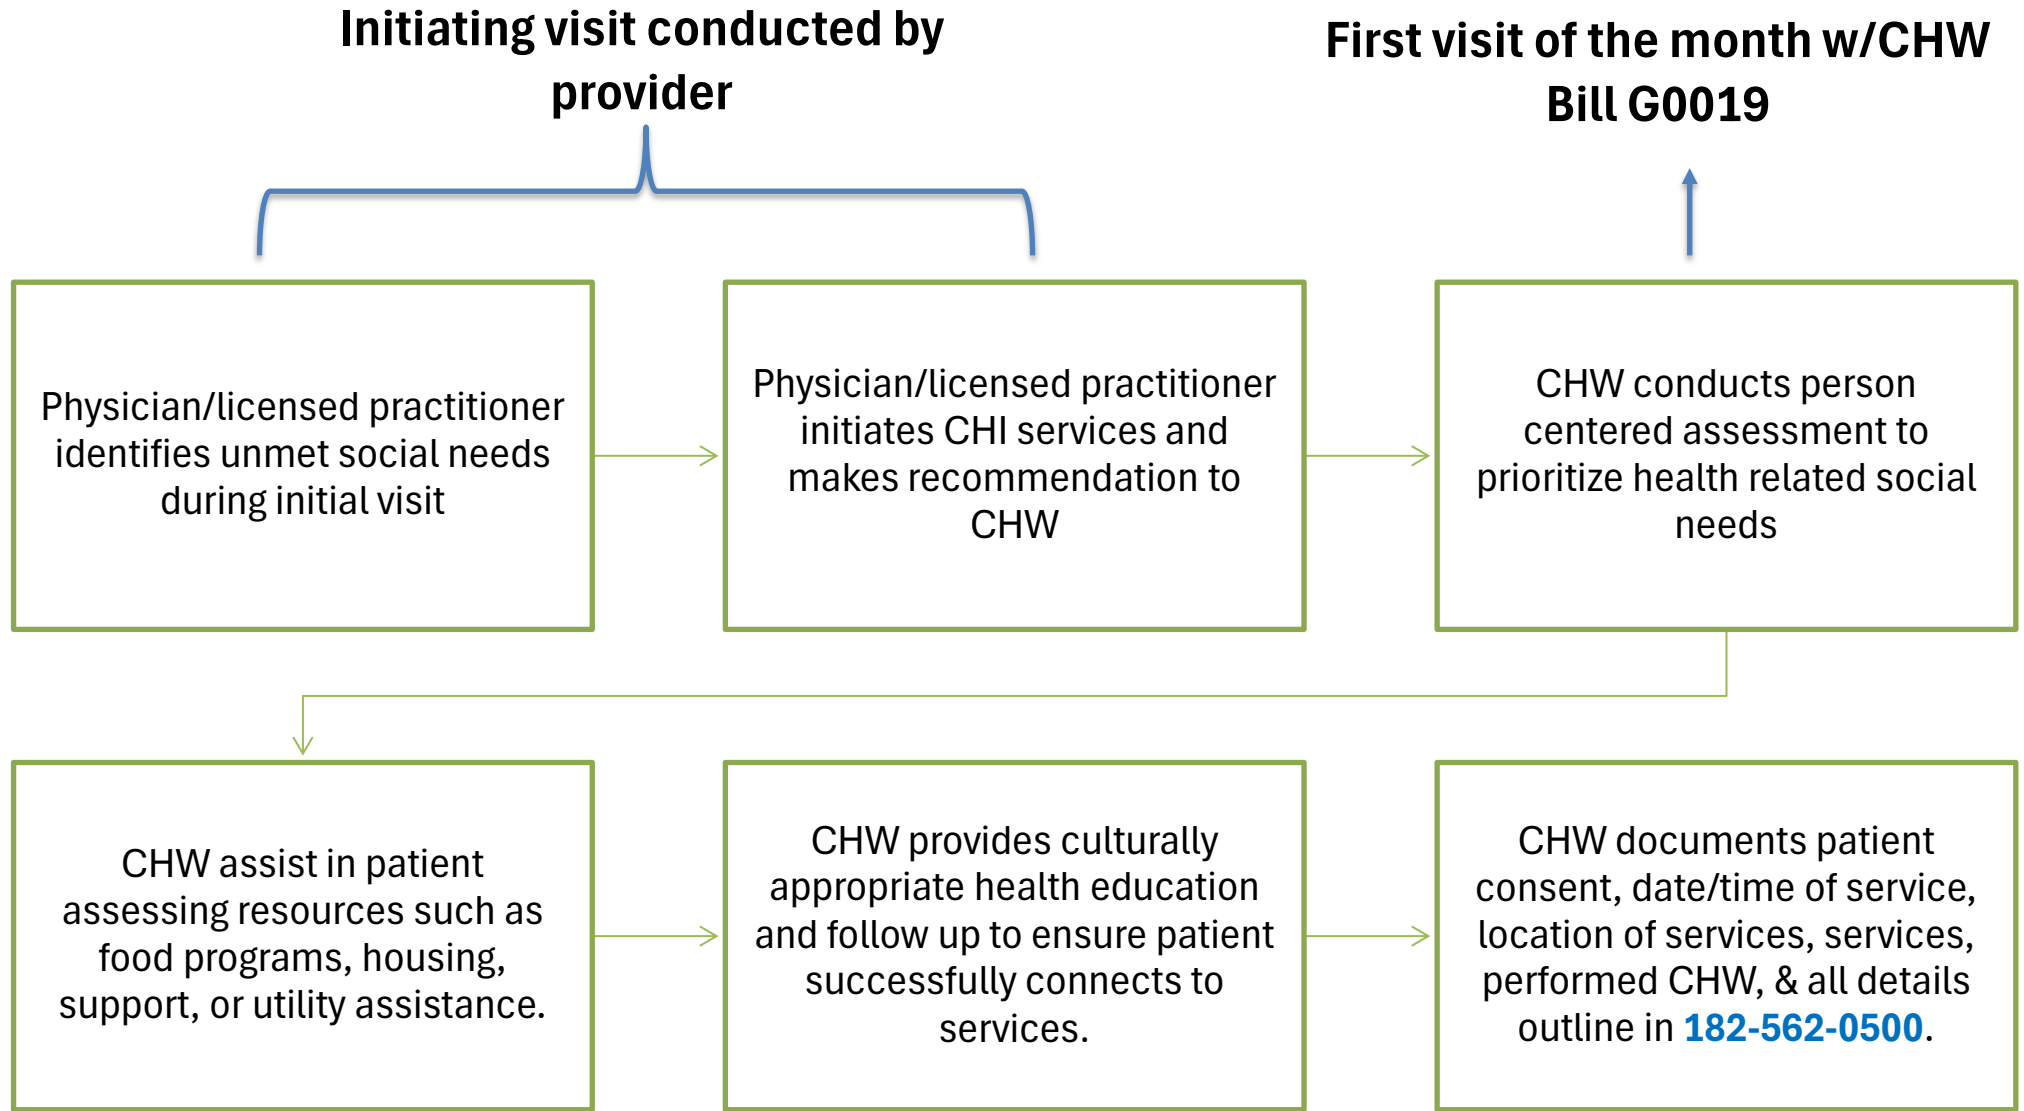 Initiating visit conducted by
provider
First visit of the month w/CHW
Bill G0019
Physician/licensed practitioner
identifies unmet social needs
during initial visit
Physician/licensed practitioner
initiates CHI services and
makes recommendation to
CHW
CHW conducts person
centered assessment to
prioritize health related social
needs
CHW assist in patient
assessing resources such as
food programs, housing,
support, or utility assistance.
CHW provides culturally
appropriate health education
and follow up to ensure patient
successfully connects to
services.
CHW documents patient
consent, date/time of service,
location of services, services,
performed CHW, & all details
outline in 182-562-0500.